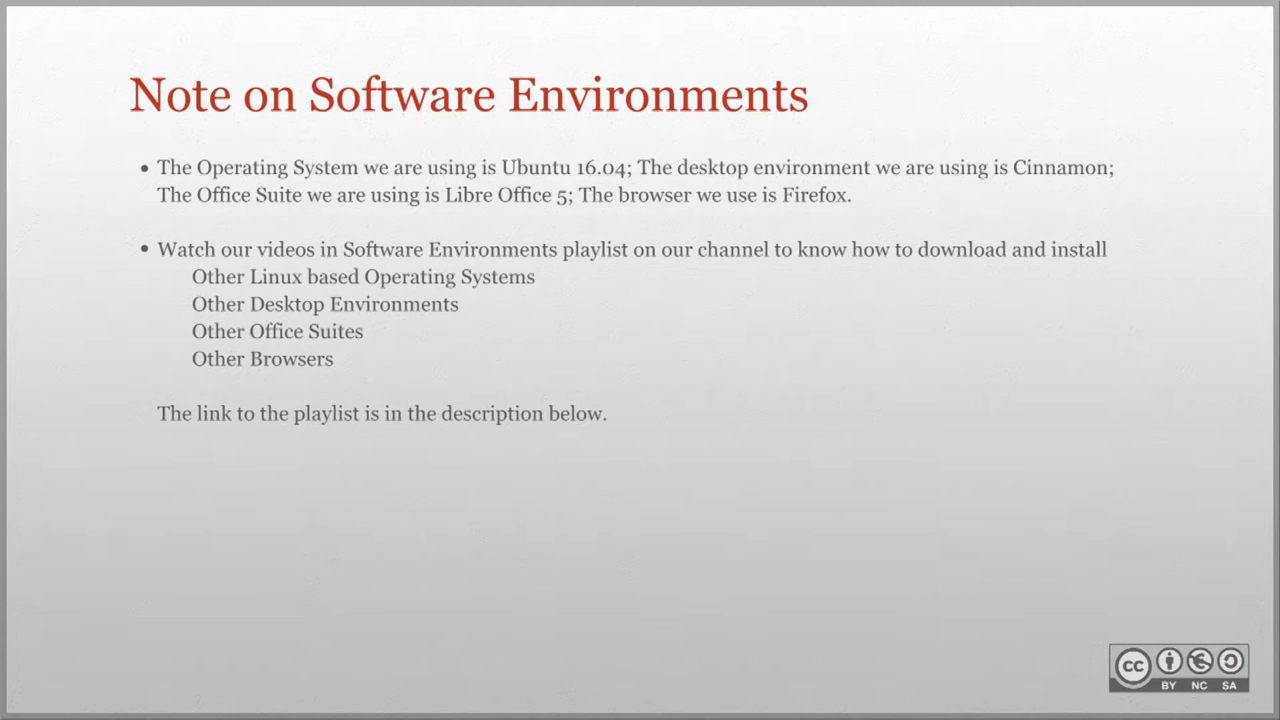 Note on Software Environments
• The Operating System we are using is Ubuntu 16.04; The desktop environment we are using is Cinnamon;
The Office Suite we are using is Libre Office 5; The browser we use is Firefox.
• Watch our videos in Software Environments playlist on our channel to know how to download and install
Other Linux based Operating Systems
Other Desktop Environments
Other Office Suites
Other Browsers
The link to the playlist is in the description below.
CC
BY NC SA